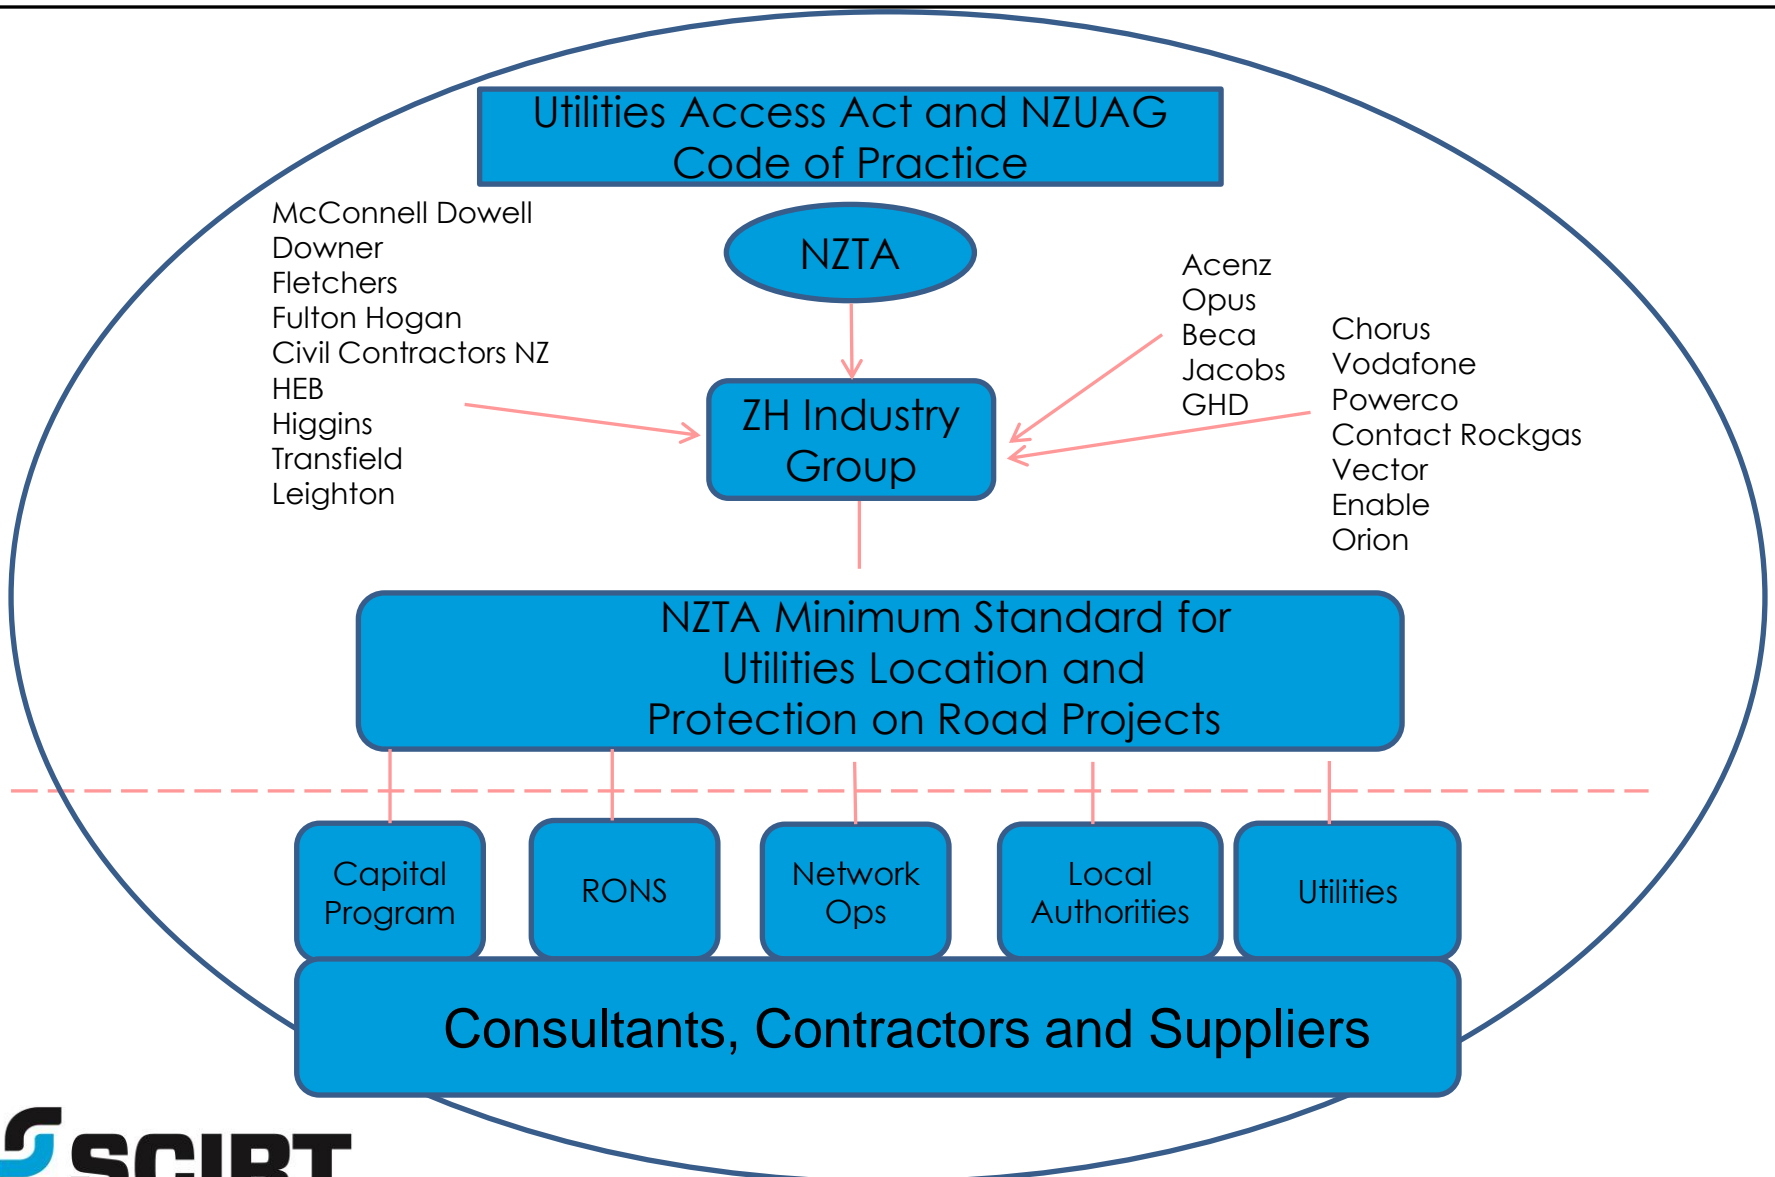 Utilities Access Act and NZUAG
Code of Practice
NZTA
McConnell Dowell
Downer
Fletchers
Fulton Hogan
Civil Contractors NZ
HEB
Higgins
Transfield
Leighton
ZH Industry
Group
Acenz
Opus
Beca
Jacobs
GHD
Chorus
Vodafone
Powerco
Contact Rockgas
Vector
Enable
Orion
NZTA Minimum Standard for
Utilities Location and
Protection on Road Projects
Capital
Program
RONS
Network
Ops
Local
Authorities
Utilities
Consultants, Contractors and Suppliers
SCIRT